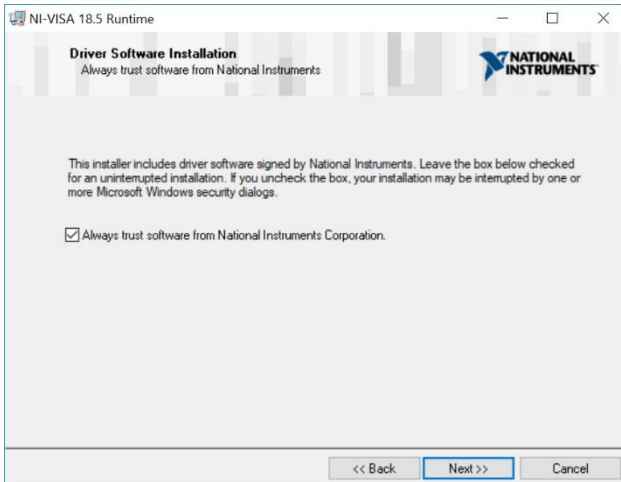 NI-VISA 18.5 Runtime
Driver Software Installation
Always trust software from National Instruments
NATIONAL
INSTRUMENTS
This installer includes driver software signed by National Instruments. Leave the box below checked
for an uninterrupted installation. If you uncheck the box, your installation may be interrupted by one or
more Microsoft Windows security dialogs.
Always trust software from National Instruments Corporation.
<< Back Next >> Cancel